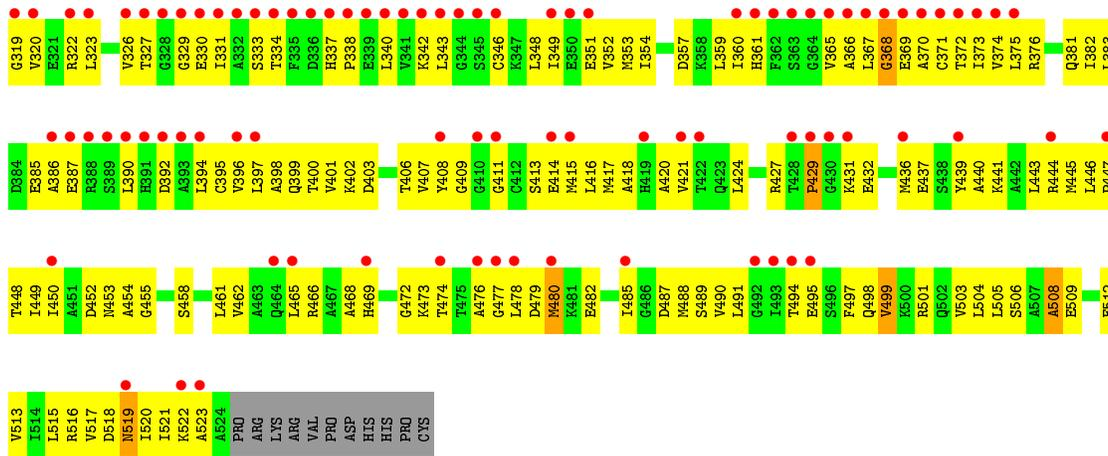 G319 V320 E321 R322 L323 V326 T327 G328 G329 E330 I331 A332 S333 T334 F335 D336 H337 P338 E339 L340 V341 K342 L343 G344 S345 C346 K347 L348 I349 E350 E351 V352 M353 I354 D357 K358 L359 I360 H361 F362 S363 G364 V365 A366 L367 G368 E369 A370 C371 T372 I373 V374 L375 R376 Q381 I382
D384 E385 A386 E387 R388 S389 L390 H391 D392 A393 L394 C395 V396 L397 A398 Q399 T400 V401 K402 D403 T406 V407 Y408 G409 G410 G411 C412 S413 E414 M415 L416 M417 A418 H419 A420 V421 T422 Q423 L424 R427 T428 P429 G430 K431 E432 M436 E437 S438 Y439 A440 K441 A442 L443 R444 M445 L446
T448 I449 I450 A451 D452 N453 A454 G455 S458 L461 V462 A463 Q464 L465 R466 A467 A468 H469 G472 K473 T474 T475 A476 G477 L478 D479 M480 K481 E482 I485 G486 D487 M488 S489 V490 L491 G492 I493 T494 E495 S496 F497 Q498 V499 K500 R501 Q502 V503 L504 L505 S506 A507 A508 E509
V513 I514 L515 R516 V517 D518 N519 I520 I521 K522 A523 A524 PRO ARG LYS ARG VAL PRO ASP HIS HIS PRO CYS